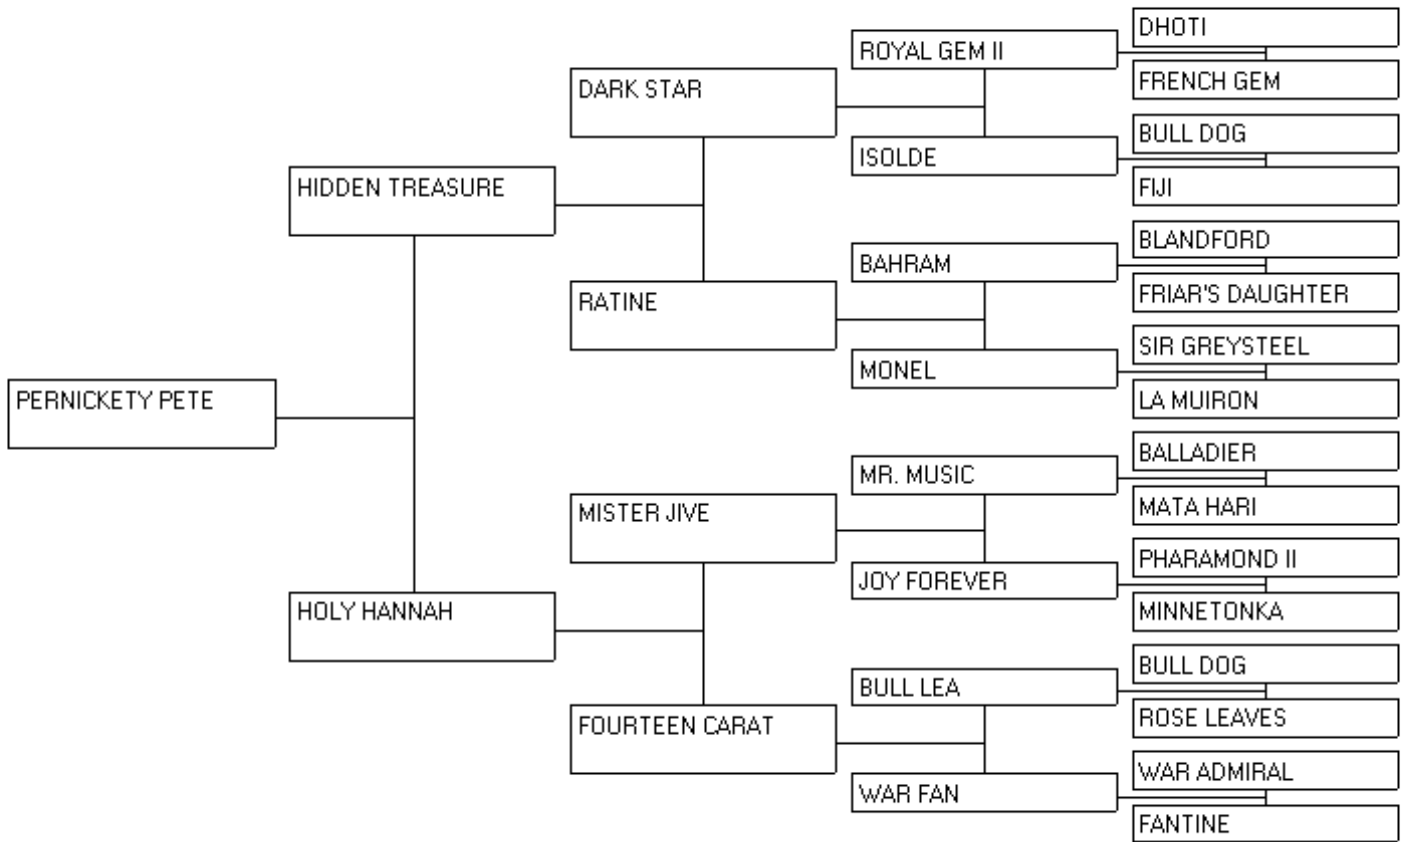 DHOTI
ROYAL GEM II
FRENCH GEM
DARK STAR
BULL DOG
ISOLDE
FIJI
HIDDEN TREASURE
BLANDFORD
BAHRAM
FRIAR'S DAUGHTER
RATINE
SIR GREYSTEEL
MONEL
LA MUIRON
PERNICKETY PETE
BALLADIER
MR. MUSIC
MATA HARI
MISTER JIVE
PHARAMOND II
JOY FOREVER
MINNETONKA
HOLY HANNAH
BULL DOG
BULL LEA
ROSE LEAVES
FOURTEEN CARAT
WAR ADMIRAL
WAR FAN
FANTINE